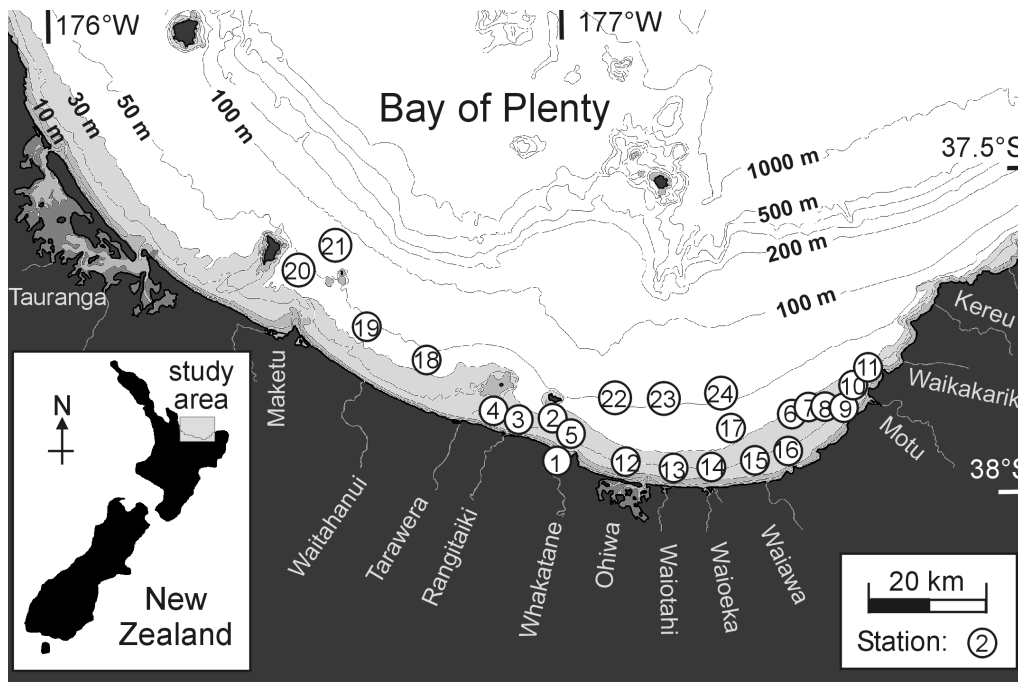 176°W
177°W
10 m
30 m
50 m
100 m
Bay of Plenty
1000 m
37.5°S
500 m
200 m
100 m
21
20
Tauranga
19
18
Kereu
Maketu
22
23
24
11
10
Waikakarik
4
3
2
5
17
6
7
8
9
Motu
1
12
13
14
15
16
38°S
Waitahanui
Tarawera
Rangitaiki
Whakatane
Ohiwa
Waiotahi
Waioeka
Waiawa
study
area
N
New
Zealand
20 km
Station: 2